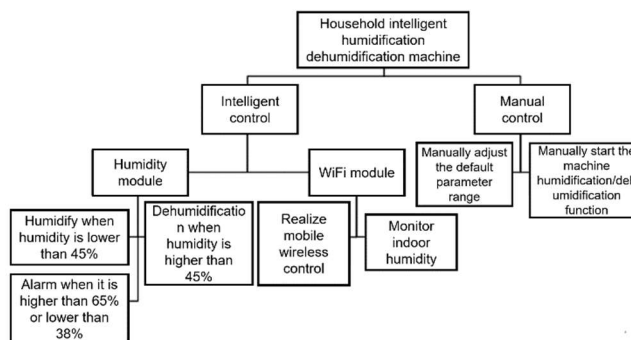 Household intelligent
humidification
dehumidification machine
Intelligent
control
Manual
control
Humidity
module
WiFi module
Manually adjust
the default
parameter
range
Manually start the
machine
humidification/deh
umidification
function
Humidify when
humidity is lower
than 45%
Dehumidificatio
n when
humidity is
higher than
45%
Realize
mobile
wireless
control
Monitor
indoor
humidity
Alarm when it is
higher than 65%
or lower than
38%